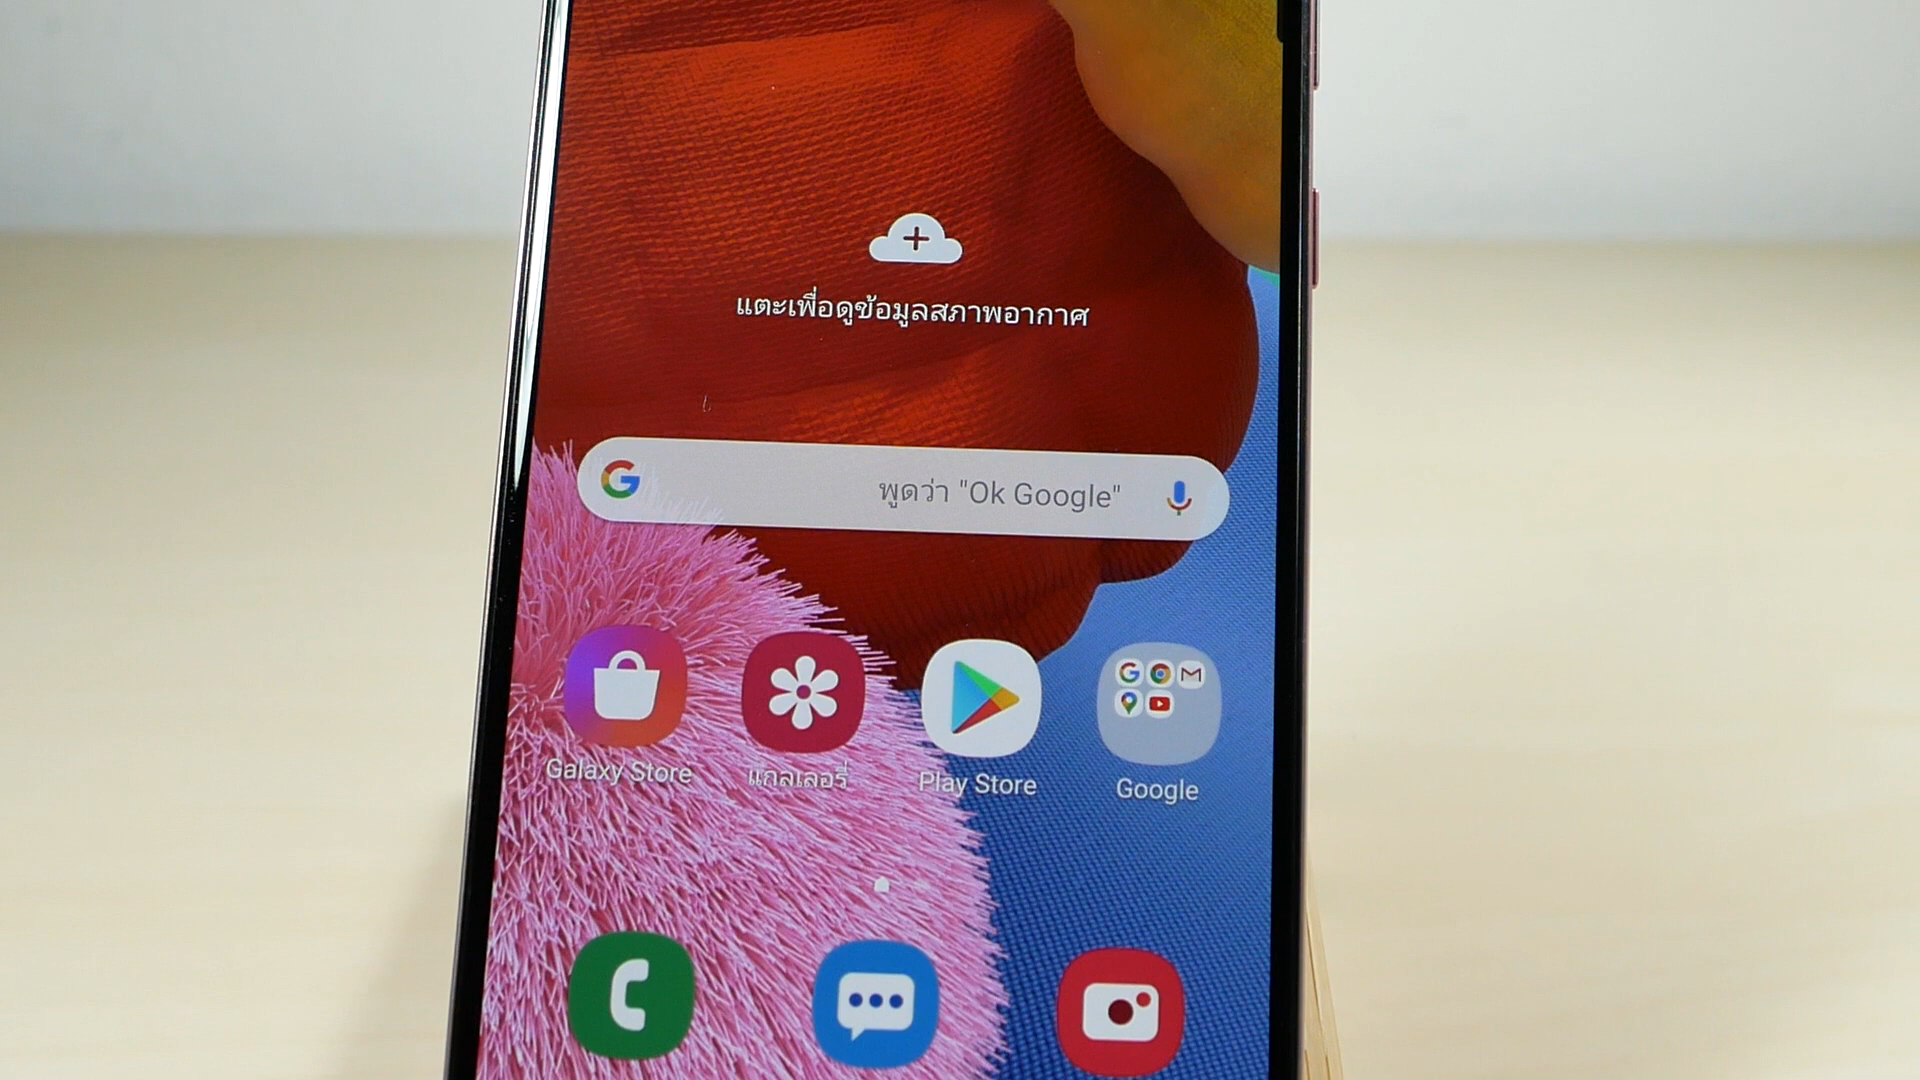 แตะเพื่อดูข้อมูลสภาพอากาศ
พูดว่า "Ok Google"
Galaxy Store
แกลเลอรี่
Play Store
Google